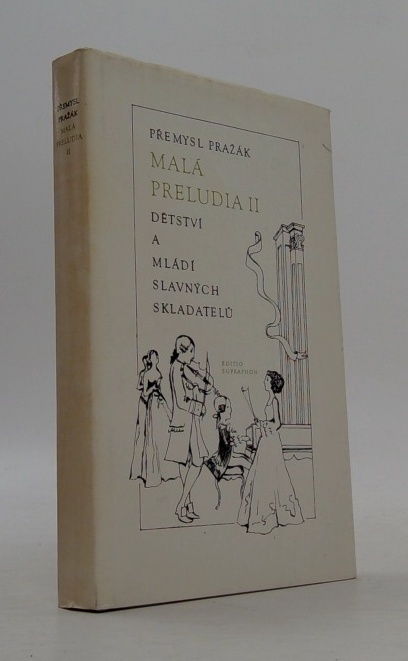 PŘEMYSL
PRAŽÁK
MALÁ
PRELUDIA
II
PŘEMYSL PRAŽÁK
MALÁ
PRELUDIA II
DĚTSTVÍ
A
MLÁDÍ
SLAVNÝCH
SKLADATELŮ
EDITIO
SUPRAPHON